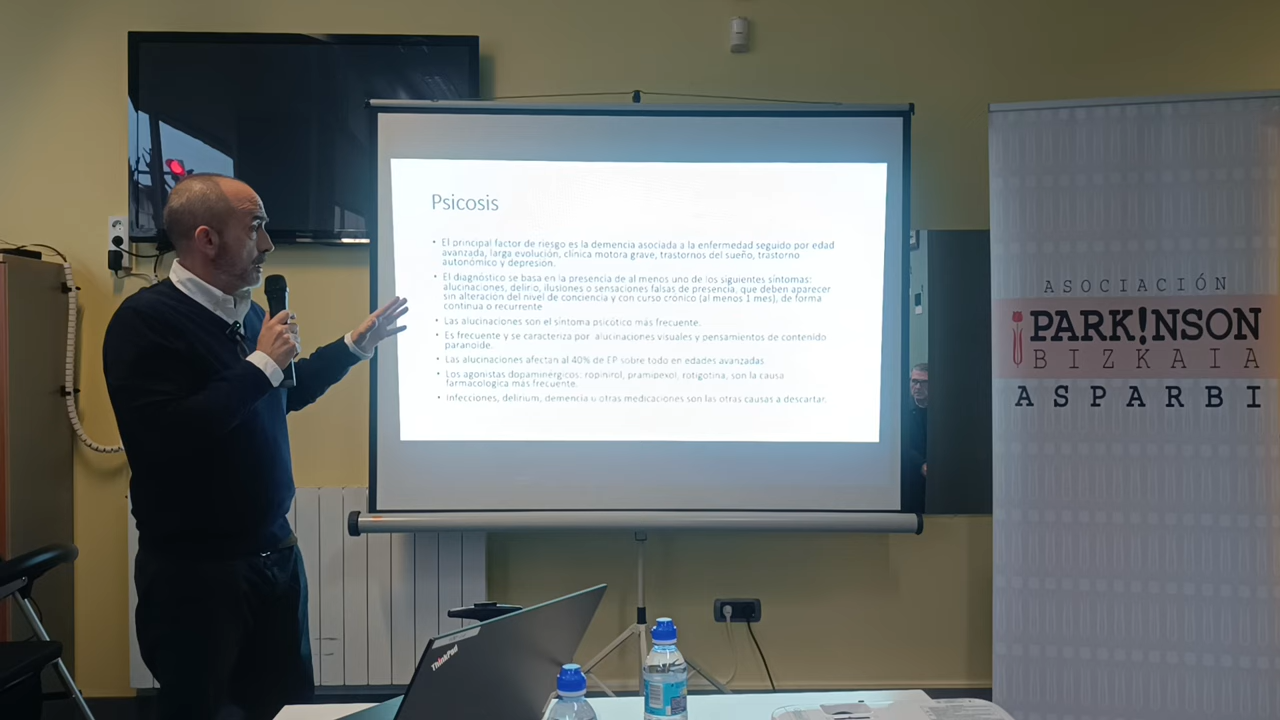 Psicosis
• El principal factor de riesgo es la demencia asociada a la enfermedad seguido por edad
avanzada, larga evolución, clínica motora grave, trastornos del sueño, trastorno
autonómico y depresión.
• El diagnóstico se basa en la presencia de al menos uno de los siguientes síntomas:
alucinaciones, delirio, ilusiones o sensaciones falsas de presencia, que deben aparecer
sin alteración del nivel de conciencia y con curso crónico (al menos 1 mes), de forma
continua o recurrente
• Las alucinaciones son el síntoma psicótico más frecuente.
• Es frecuente y se caracteriza por alucinaciones visuales y pensamientos de contenido
paranoide.
• Las alucinaciones afectan al 40% de EP sobre todo en edades avanzadas.
• Los agonistas dopaminérgicos: ropinirol, pramipexol, rotigotina, son la causa
farmacológica más frecuente.
• Infecciones, delirium, demencia u otras medicaciones son las otras causas a descartar.
ASOCIACIÓN
PARK!NSON
BIZKAIA
ASPARBI
ThinkPad